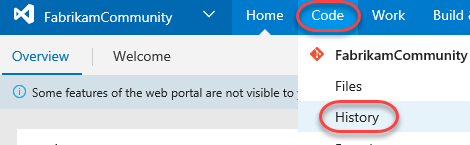 FabrikamCommunity Home Code Work Build &
Overview Welcome
FabrikamCommunity
Files
Some features of the web portal are not visible to
History